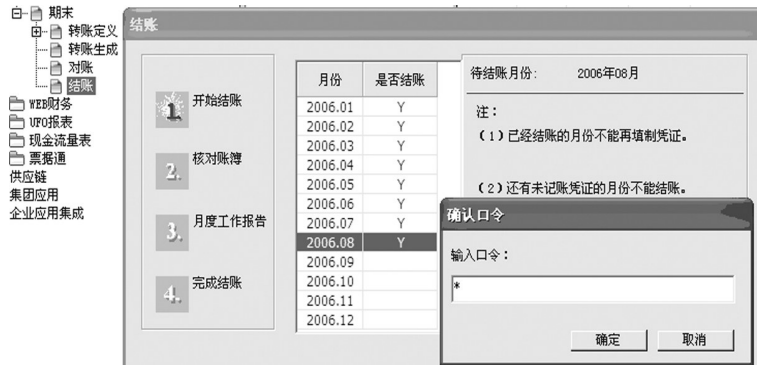 期末
转账定义
转账生成
对账
结账
WEB财务
UFO报表
现金流量表
票据通
供应链
集团应用
企业应用集成
结账
1. 开始结账
2. 核对账簿
3. 月度工作报告
4. 完成结账
月份 是否结账
2006.01 Y
2006.02 Y
2006.03 Y
2006.04 Y
2006.05 Y
2006.06 Y
2006.07 Y
2006.08 Y
2006.09
2006.10
2006.11
2006.12
待结账月份: 2006年08月
注:
(1)已经结账的月份不能再填制凭证。
(2)还有未记账凭证的月份不能结账。
确认口令
输入口令:
*
确定 取消